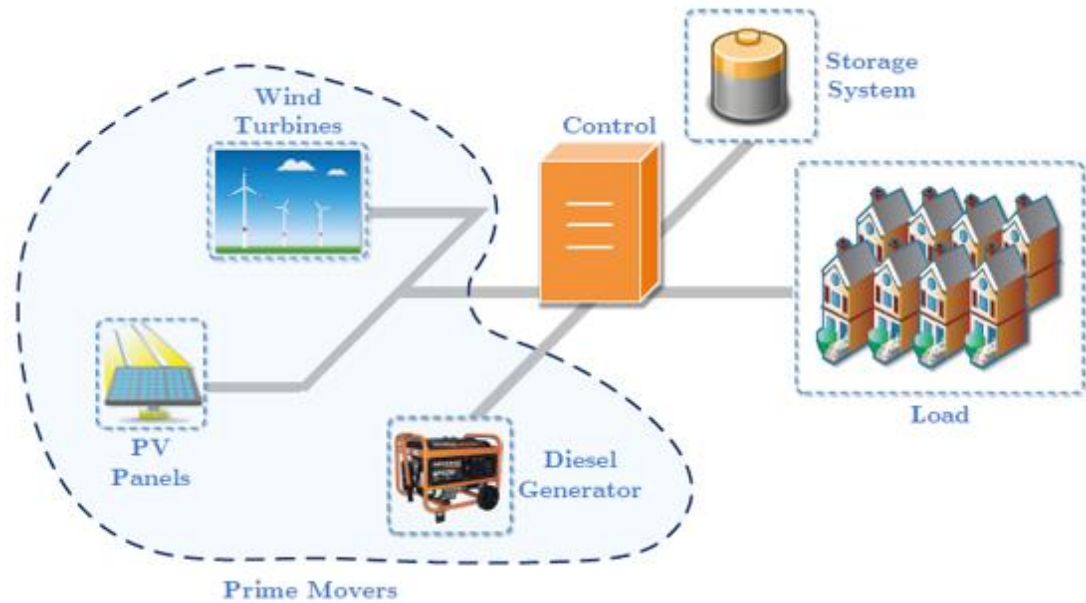 Wind
Turbines
Control
Storage
System
PV
Panels
Diesel
Generator
Load
Prime Movers